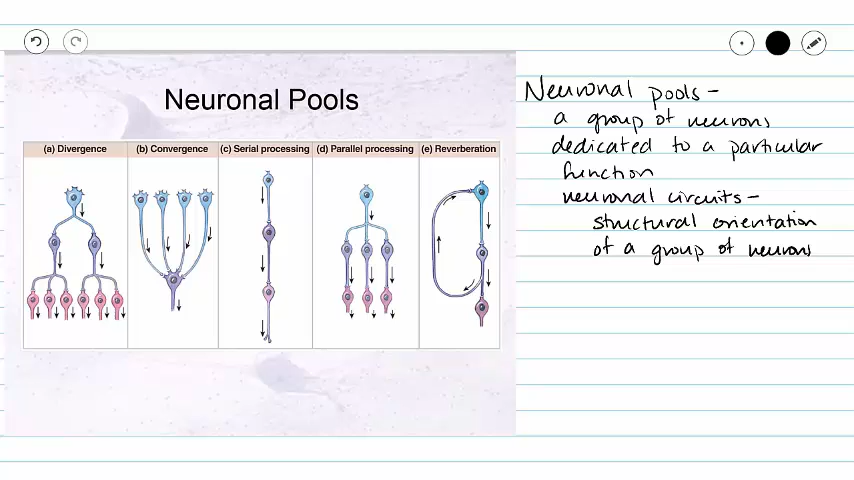 Neuronal Pools
(a) Divergence
(b) Convergence
(c) Serial processing
(d) Parallel processing
(e) Reverberation
Neuronal pools-
a group of neurons
dedicated to a particular
function
neuronal circuits-
structural orientation
of a group of neurons